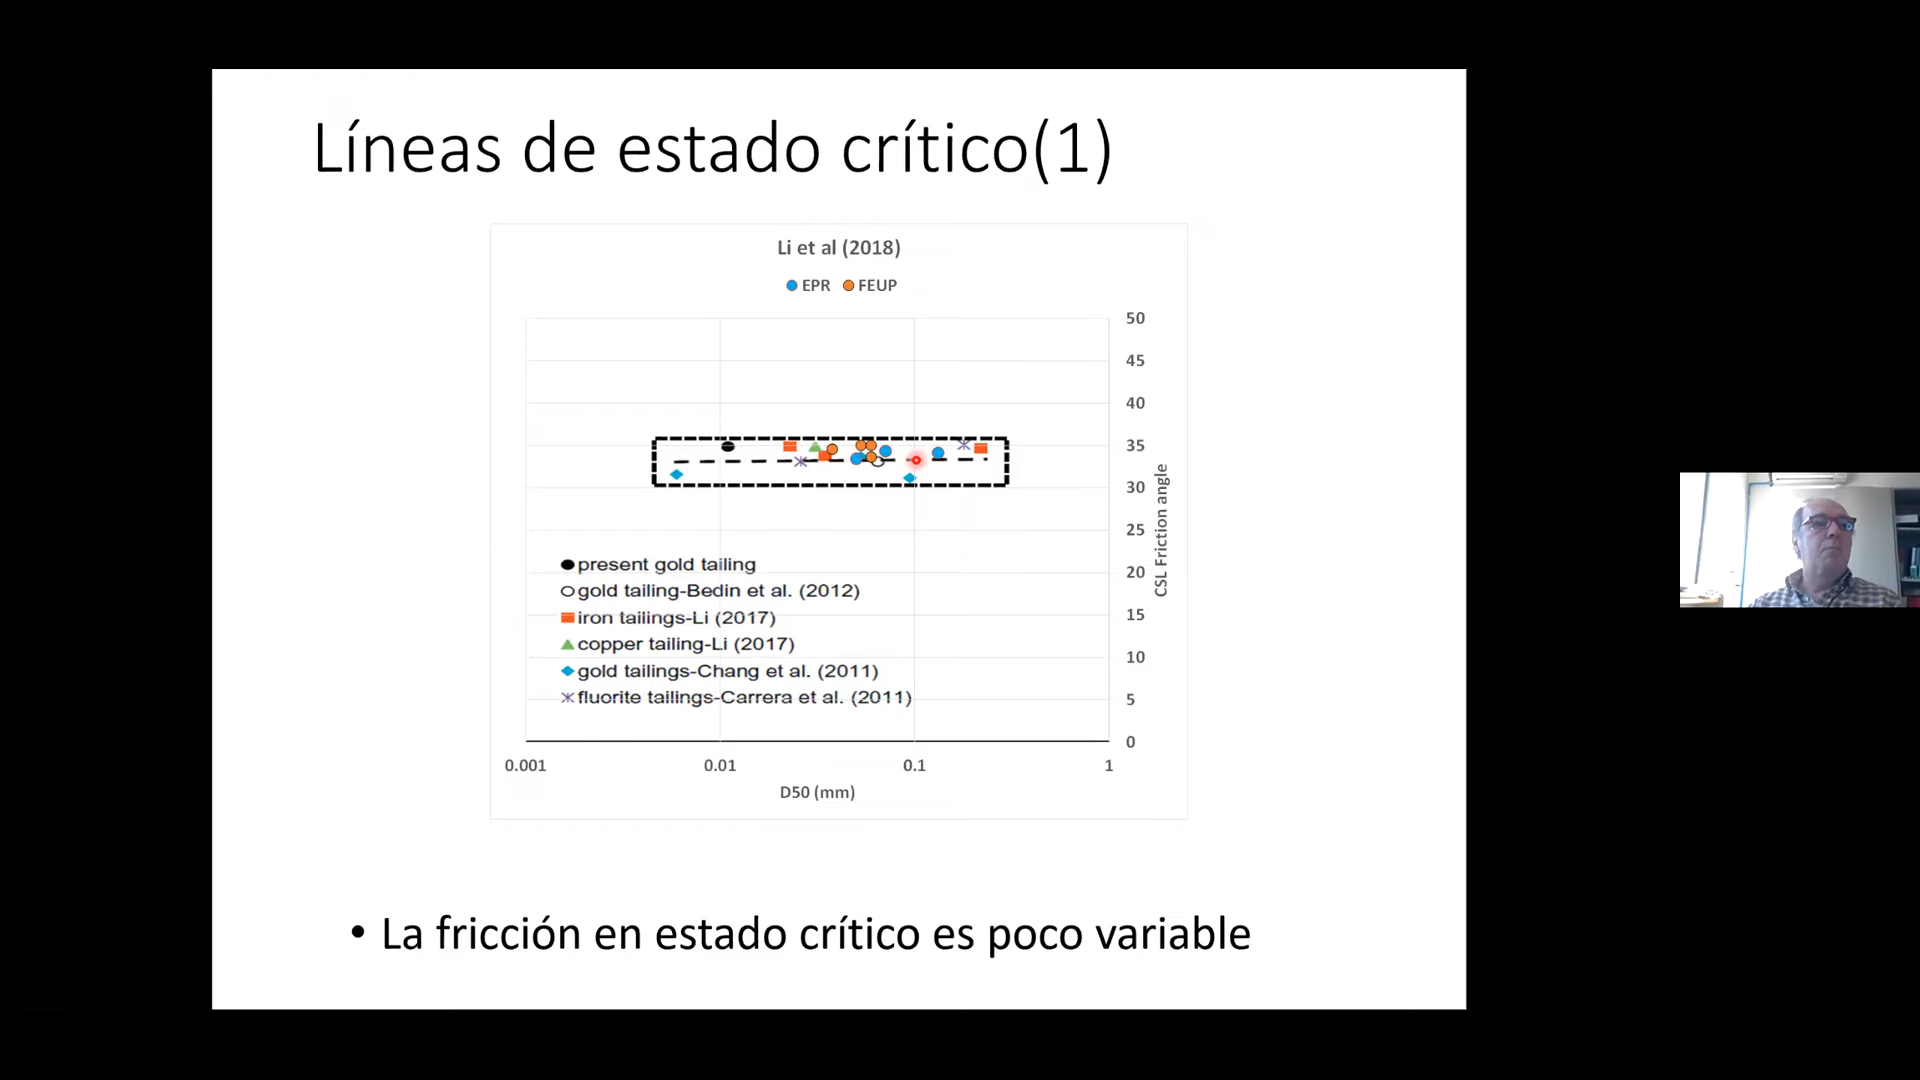 Líneas de estado crítico(1)
Li et al (2018)
EPR FEUP
50
45
40
35
30
25
20
15
10
5
0
CSL Friction angle
present gold tailing
gold tailing-Bedin et al. (2012)
iron tailings-Li (2017)
copper tailing-Li (2017)
gold tailings-Chang et al. (2011)
fluorite tailings-Carrera et al. (2011)
0.001 0.01 0.1 1
D50 (mm)
• La fricción en estado crítico es poco variable